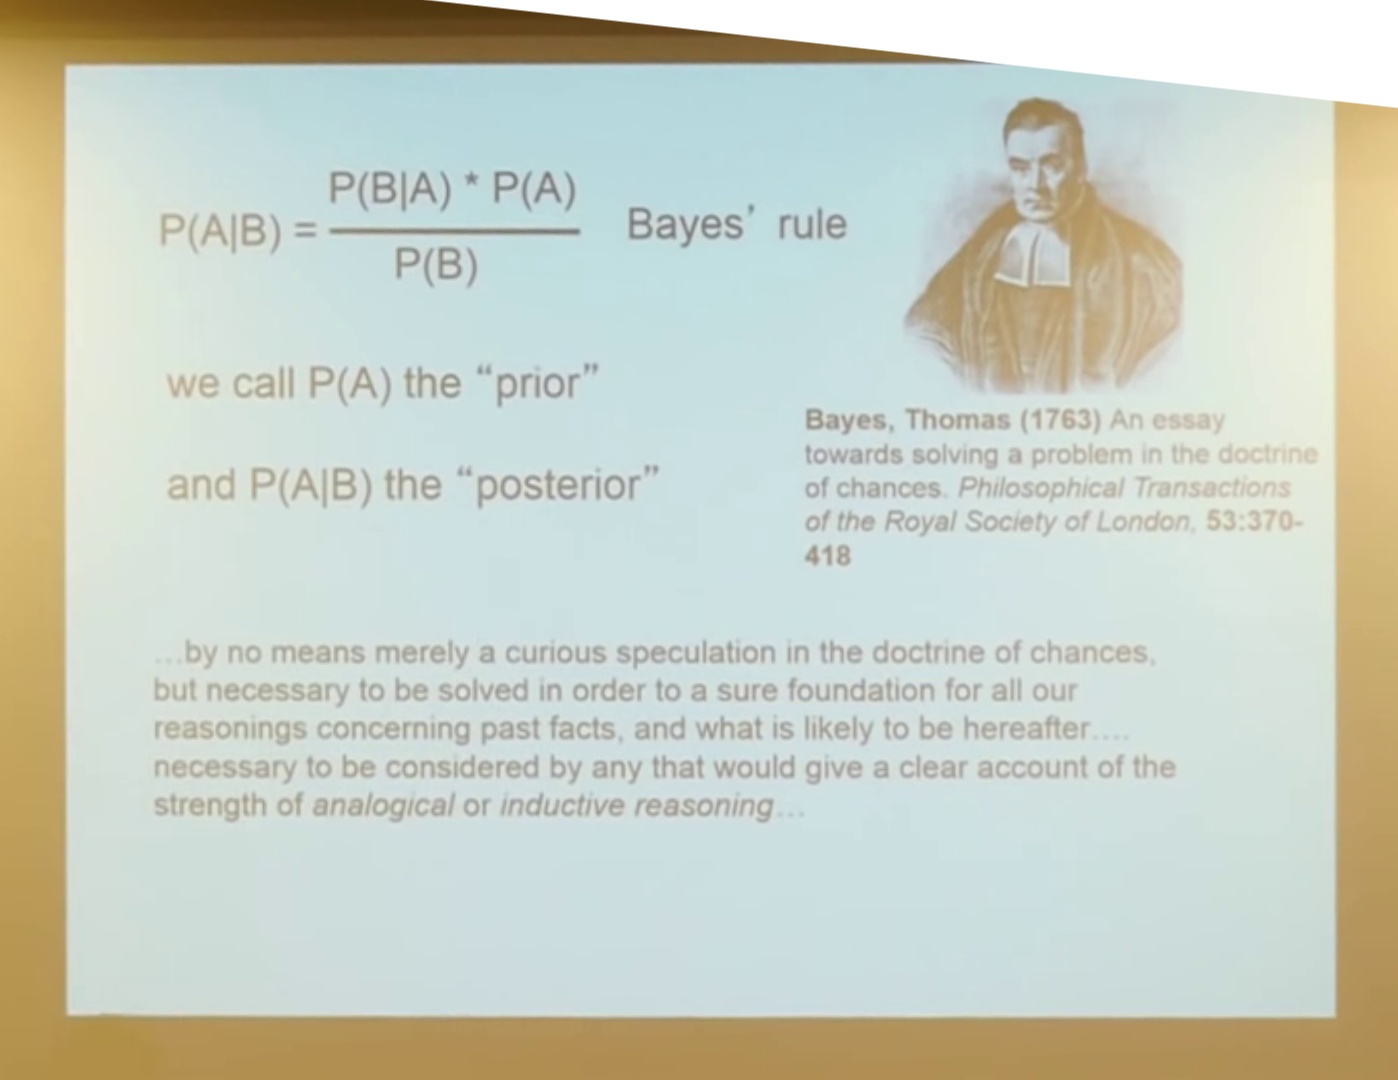 P(A|B) = P(B|A) * P(A)
P(B)
Bayes’ rule
we call P(A) the “prior”
and P(A|B) the “posterior”
Bayes, Thomas (1763) An essay
towards solving a problem in the doctrine
of chances. Philosophical Transactions
of the Royal Society of London, 53:370-
418
…by no means merely a curious speculation in the doctrine of chances,
but necessary to be solved in order to a sure foundation for all our
reasonings concerning past facts, and what is likely to be hereafter….
necessary to be considered by any that would give a clear account of the
strength of analogical or inductive reasoning…